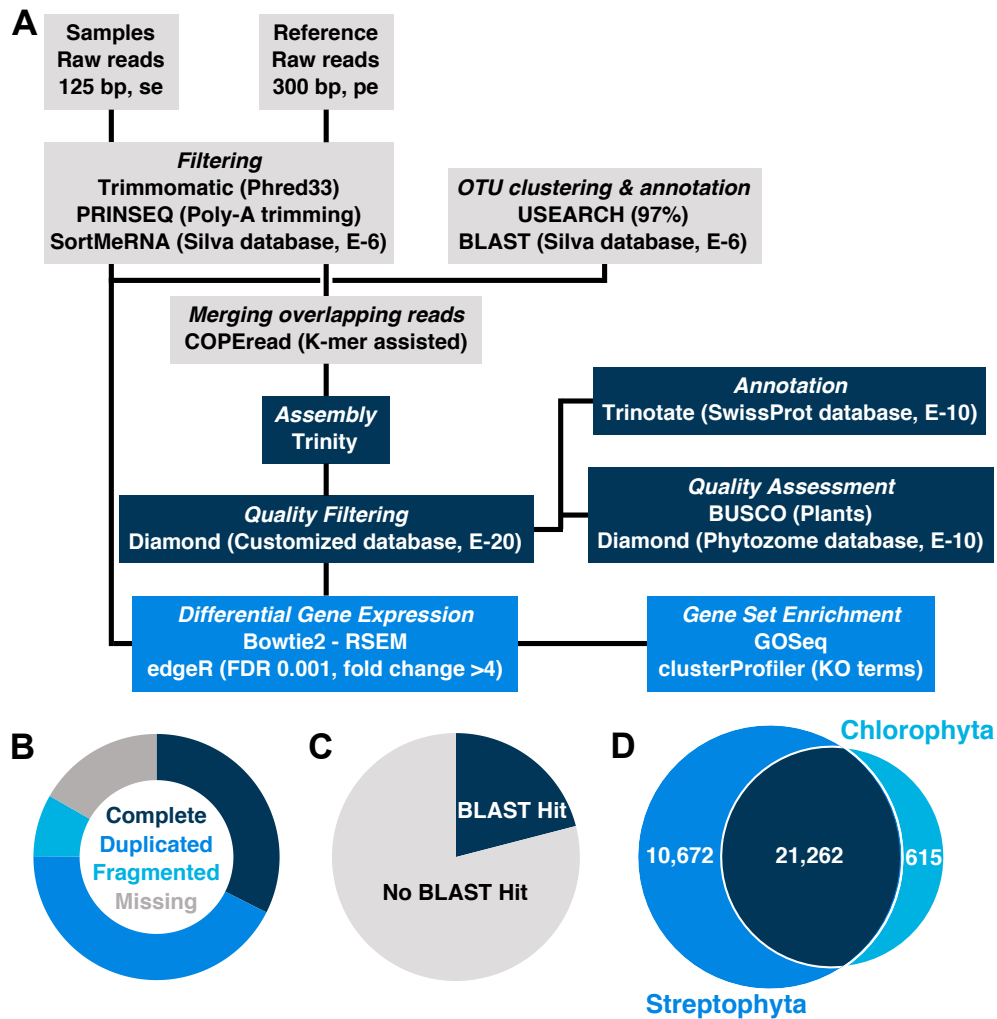 A
Samples
Raw reads
125 bp, se
Reference
Raw reads
300 bp, pe
Filtering
Trimmomatic (Phred33)
PRINSEQ (Poly-A trimming)
SortMeRNA (Silva database, E-6)
OTU clustering & annotation
USEARCH (97%)
BLAST (Silva database, E-6)
Merging overlapping reads
COPEread (K-mer assisted)
Assembly
Trinity
Annotation
Trinotate (SwissProt database, E-10)
Quality Filtering
Diamond (Customized database, E-20)
Quality Assessment
BUSCO (Plants)
Diamond (Phytozome database, E-10)
Differential Gene Expression
Bowtie2 - RSEM
edgeR (FDR 0.001, fold change >4)
Gene Set Enrichment
GOSeq
clusterProfiler (KO terms)
B
Complete
Duplicated
Fragmented
Missing
C
BLAST Hit
No BLAST Hit
D
Chlorophyta
10,672
21,262
615
Streptophyta